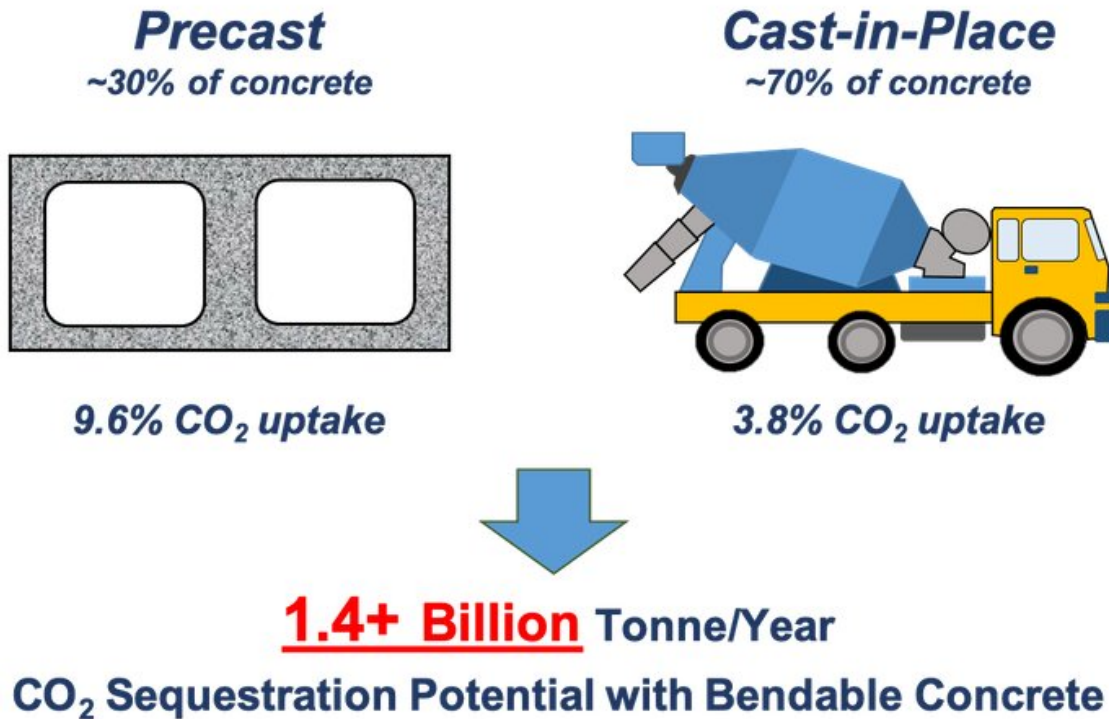 Precast
~30% of concrete
9.6% CO₂ uptake
Cast-in-Place
~70% of concrete
3.8% CO₂ uptake
1.4+ Billion Tonne/Year
CO₂ Sequestration Potential with Bendable Concrete